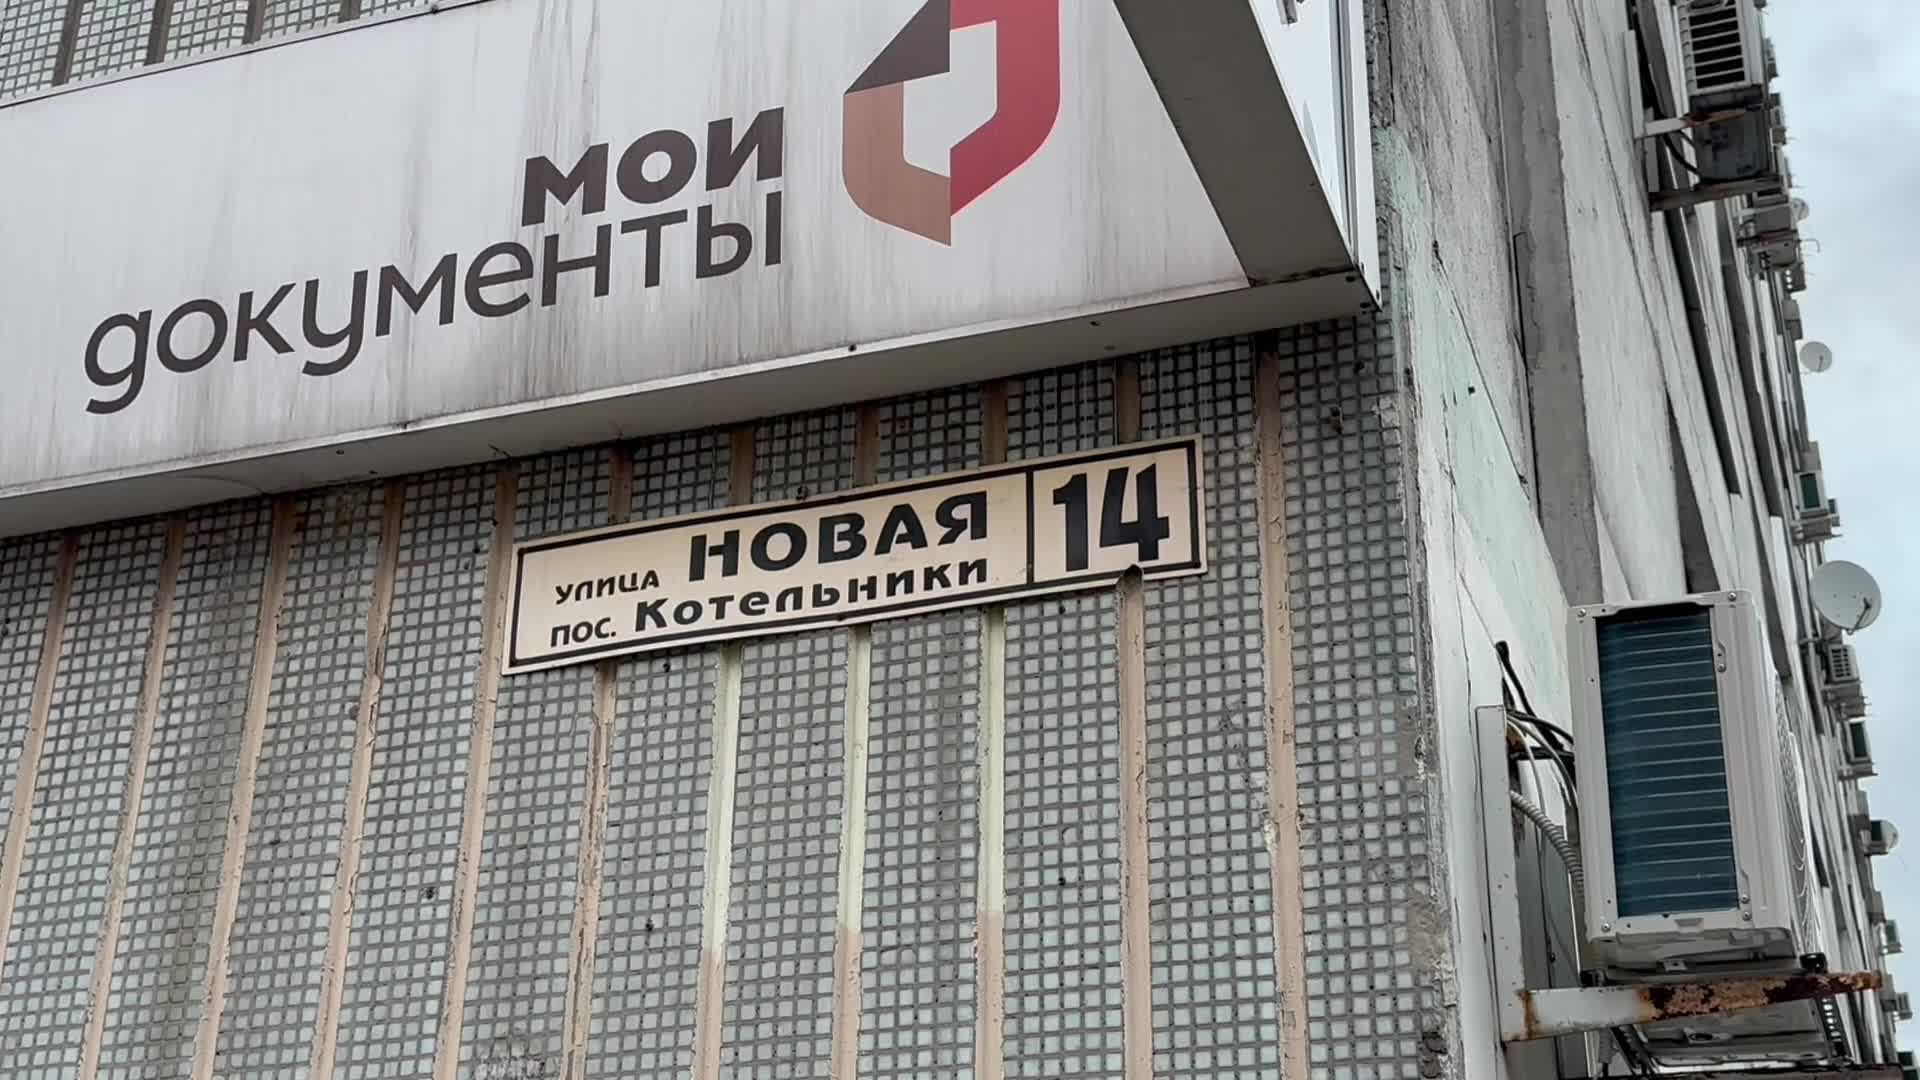 мои
документы
улица НОВАЯ
пос. Котельники
14